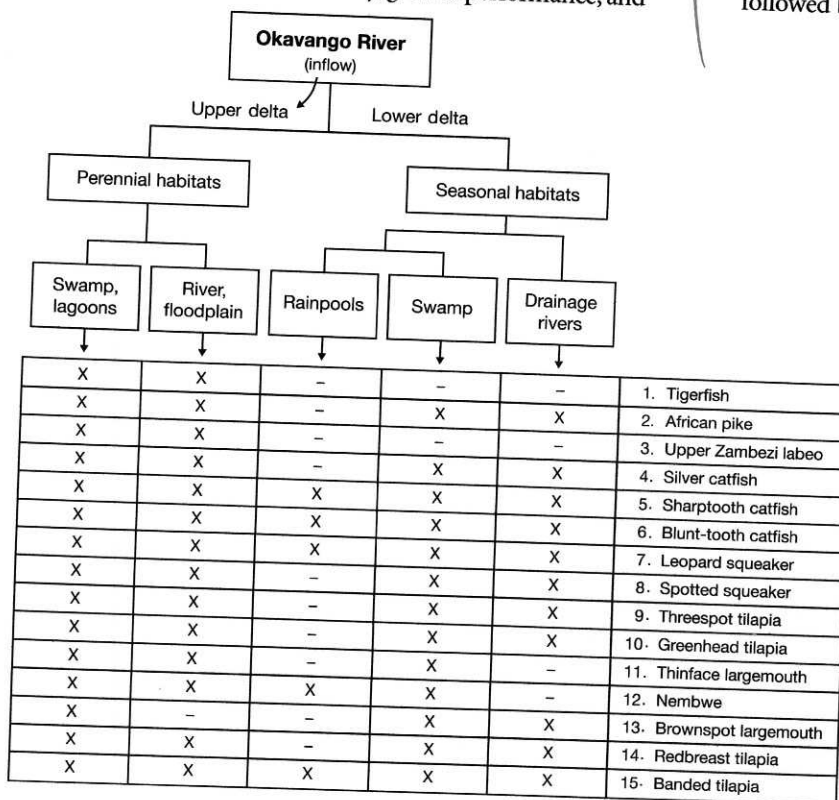 performance, and
followed
Okavango River
(inflow)
Upper delta
Lower delta
Perennial habitats
Seasonal habitats
Swamp,
lagoons
River,
floodplain
Rainpools
Swamp
Drainage
rivers
X X – – – 1. Tigerfish
X X – X X 2. African pike
X X – – – 3. Upper Zambezi labeo
X X – X X 4. Silver catfish
X X X X X 5. Sharptooth catfish
X X X X X 6. Blunt-tooth catfish
X X X X X 7. Leopard squeaker
X X – X X 8. Spotted squeaker
X X – X X 9. Threespot tilapia
X X – X X 10. Greenhead tilapia
X X – X – 11. Thinface largemouth
X X X X – 12. Nembwe
X – – X X 13. Brownspot largemouth
X X – X X 14. Redbreast tilapia
X X X X X 15. Banded tilapia